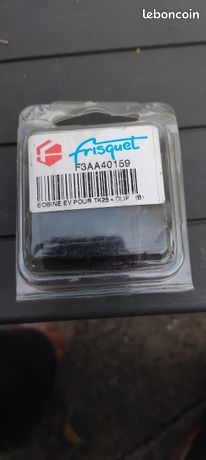 leboncoin
frisquet
F3AA40159
BOBINE EV POUR TK25 + CLIP (B)